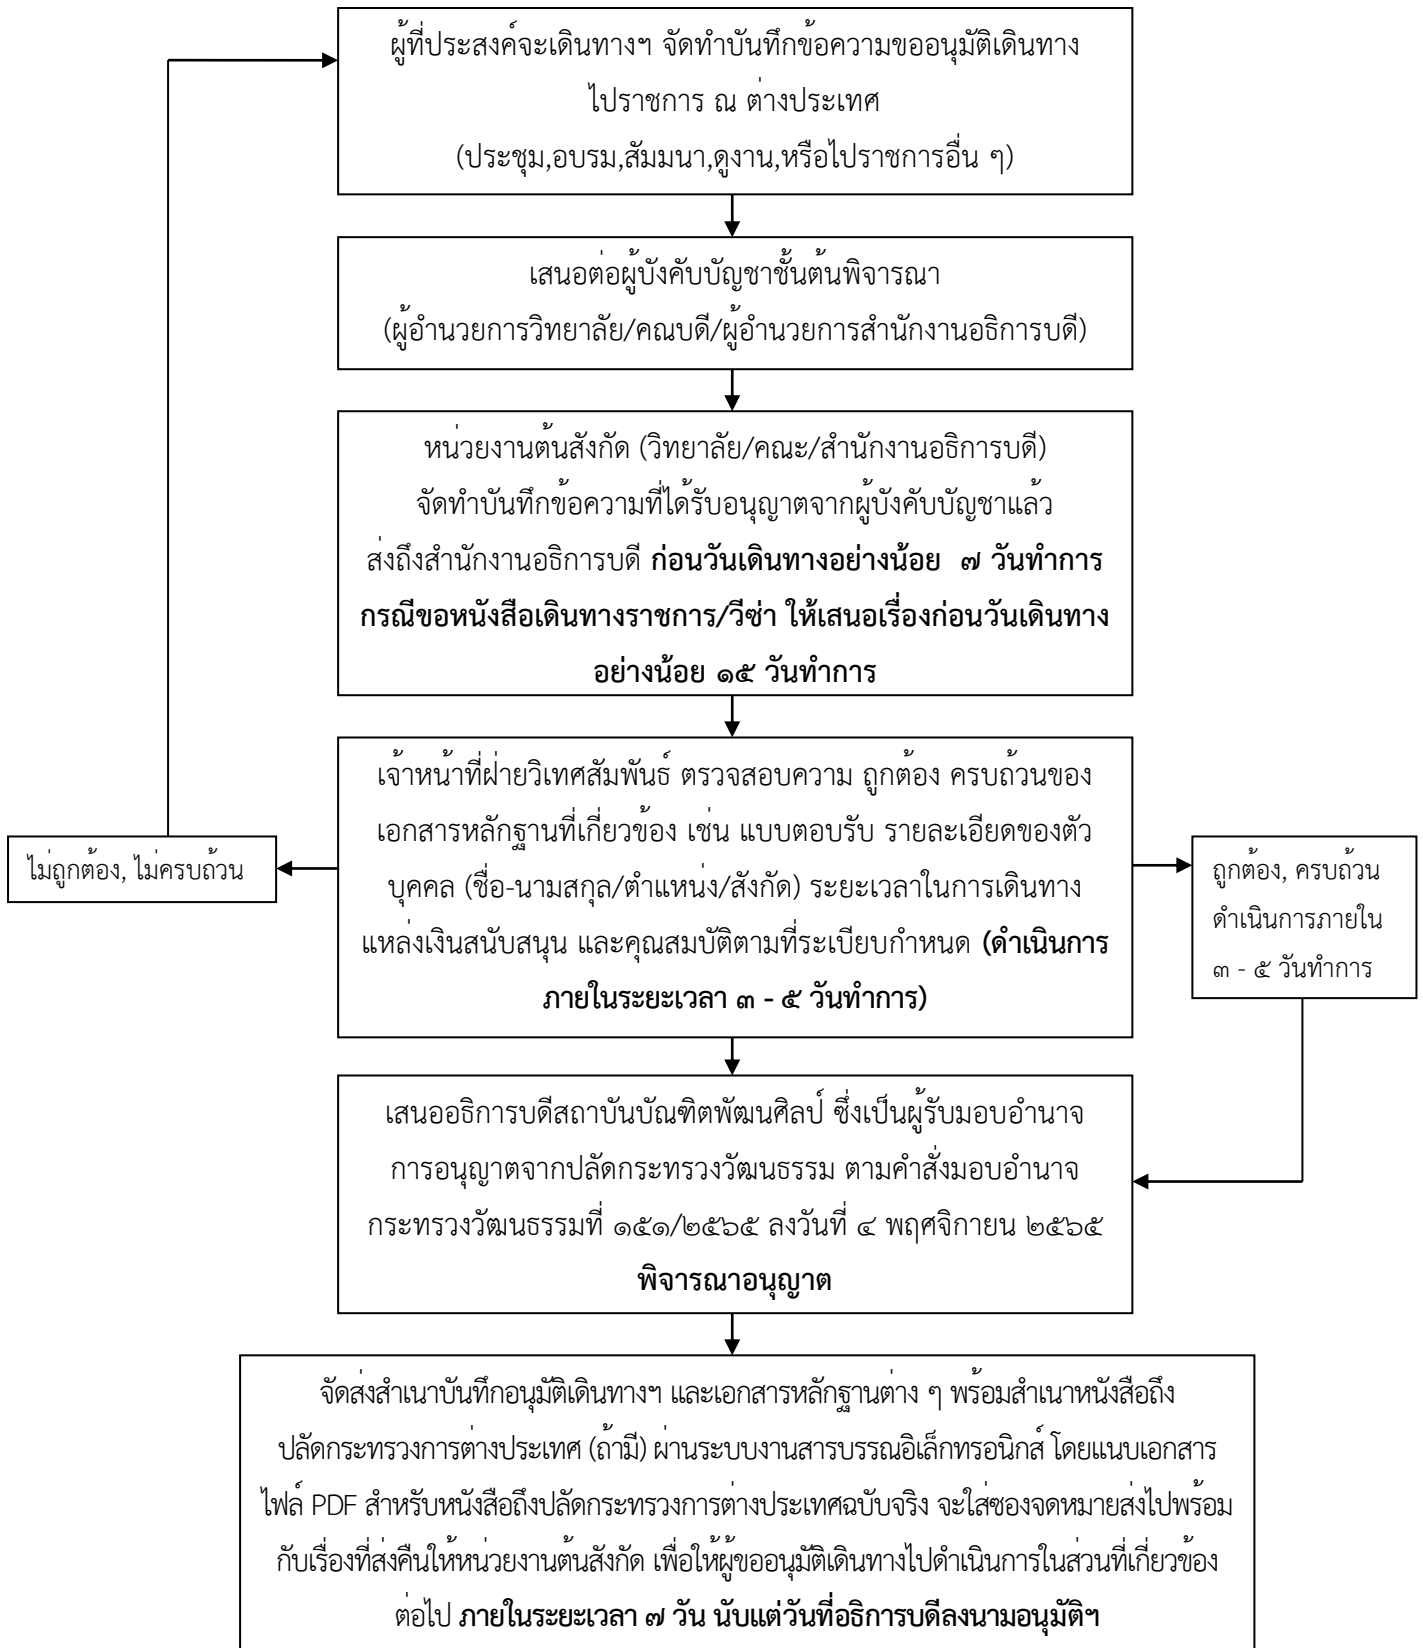 ผู้ที่ประสงค์จะเดินทางฯ จัดทำบันทึกข้อความขออนุมัติเดินทาง
ไปราชการ ณ ต่างประเทศ
(ประชุม,อบรม,สัมมนา,ดูงาน,หรือไปราชการอื่น ๆ)
เสนอต่อผู้บังคับบัญชาชั้นต้นพิจารณา
(ผู้อำนวยการวิทยาลัย/คณบดี/ผู้อำนวยการสำนักงานอธิการบดี)
หน่วยงานต้นสังกัด (วิทยาลัย/คณะ/สำนักงานอธิการบดี)
จัดทำบันทึกข้อความที่ได้รับอนุญาตจากผู้บังคับบัญชาแล้ว
ส่งถึงสำนักงานอธิการบดี ก่อนวันเดินทางอย่างน้อย ๗ วันทำการ
กรณีขอหนังสือเดินทางราชการ/วีซ่า ให้เสนอเรื่องก่อนวันเดินทาง
อย่างน้อย ๑๕ วันทำการ
เจ้าหน้าที่ฝ่ายวิเทศสัมพันธ์ ตรวจสอบความ ถูกต้อง ครบถ้วนของ
เอกสารหลักฐานที่เกี่ยวข้อง เช่น แบบตอบรับ รายละเอียดของตัว
บุคคล (ชื่อ-นามสกุล/ตำแหน่ง/สังกัด) ระยะเวลาในการเดินทาง
แหล่งเงินสนับสนุน และคุณสมบัติตามที่ระเบียบกำหนด (ดำเนินการ
ภายในระยะเวลา ๓ - ๕ วันทำการ)
ไม่ถูกต้อง, ไม่ครบถ้วน
ถูกต้อง, ครบถ้วน
ดำเนินการภายใน
๓ - ๕ วันทำการ
เสนออธิการบดีสถาบันบัณฑิตพัฒนศิลป์ ซึ่งเป็นผู้รับมอบอำนาจ
การอนุญาตจากปลัดกระทรวงวัฒนธรรม ตามคำสั่งมอบอำนาจ
กระทรวงวัฒนธรรมที่ ๑๕๑/๒๕๖๕ ลงวันที่ ๔ พฤศจิกายน ๒๕๖๕
พิจารณาอนุญาต
จัดส่งสำเนาบันทึกอนุมัติเดินทางฯ และเอกสารหลักฐานต่าง ๆ พร้อมสำเนาหนังสือถึง
ปลัดกระทรวงการต่างประเทศ (ถ้ามี) ผ่านระบบงานสารบรรณอิเล็กทรอนิกส์ โดยแนบเอกสาร
ไฟล์ PDF สำหรับหนังสือถึงปลัดกระทรวงการต่างประเทศฉบับจริง จะใส่ซองจดหมายส่งไปพร้อม
กับเรื่องที่ส่งคืนให้หน่วยงานต้นสังกัด เพื่อให้ผู้ขออนุมัติเดินทางไปดำเนินการในส่วนที่เกี่ยวข้อง
ต่อไป ภายในระยะเวลา ๗ วัน นับแต่วันที่อธิการบดีลงนามอนุมัติฯ